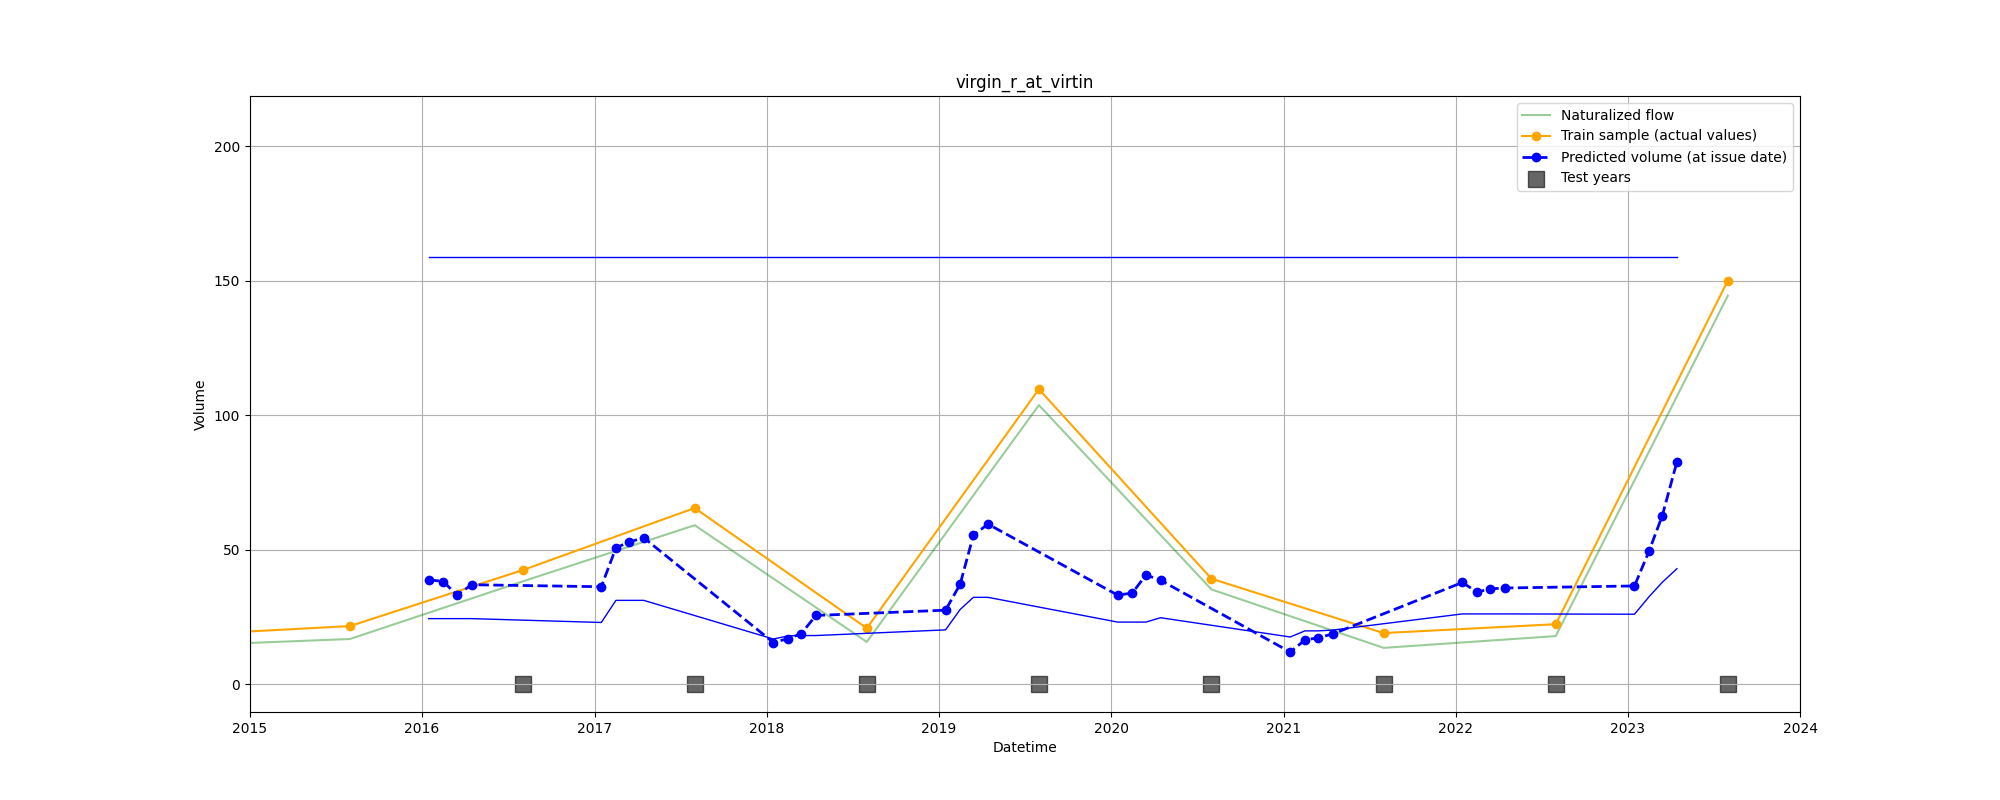 virgin_r_at_virtin
Naturalized flow
Train sample (actual values)
Predicted volume (at issue date)
Test years
200
150
100
50
0
Volume
2015 2016 2017 2018 2019 2020 2021 2022 2023 2024
Datetime